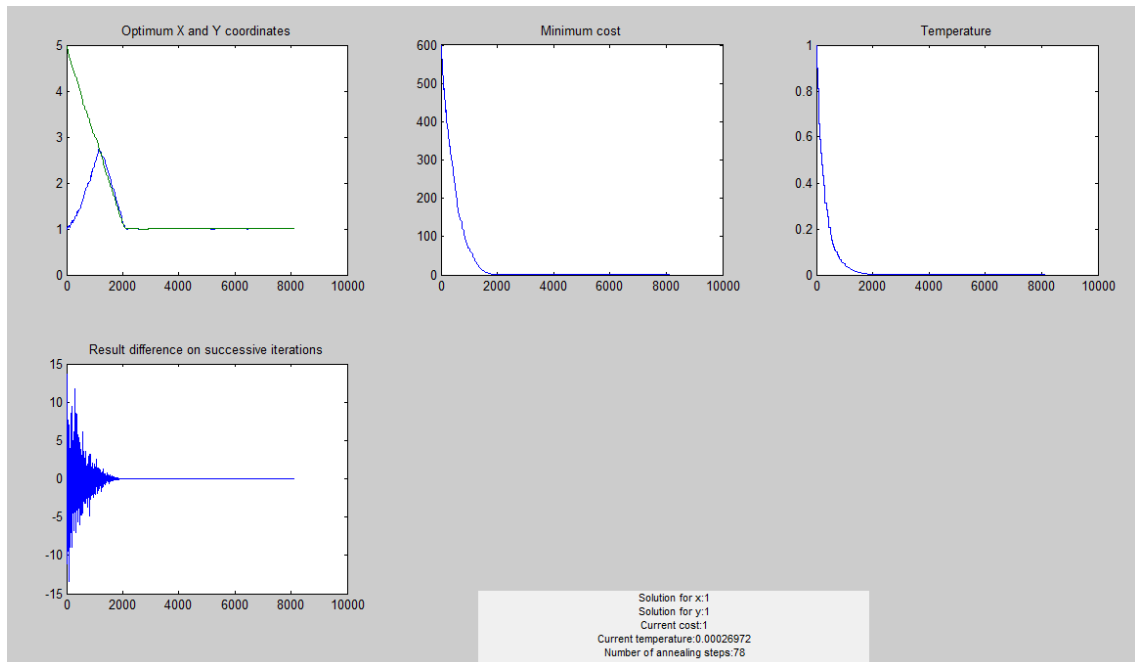 Optimum X and Y coordinates
5
4
3
2
1
0
0 2000 4000 6000 8000 10000
Minimum cost
600
500
400
300
200
100
0
0 2000 4000 6000 8000 10000
Temperature
1
0.8
0.6
0.4
0.2
0
0 2000 4000 6000 8000 10000
Result difference on successive iterations
15
10
5
0
-5
-10
-15
0 2000 4000 6000 8000 10000
Solution for x:1
Solution for y:1
Current cost:1
Current temperature:0.00026972
Number of annealing steps:78